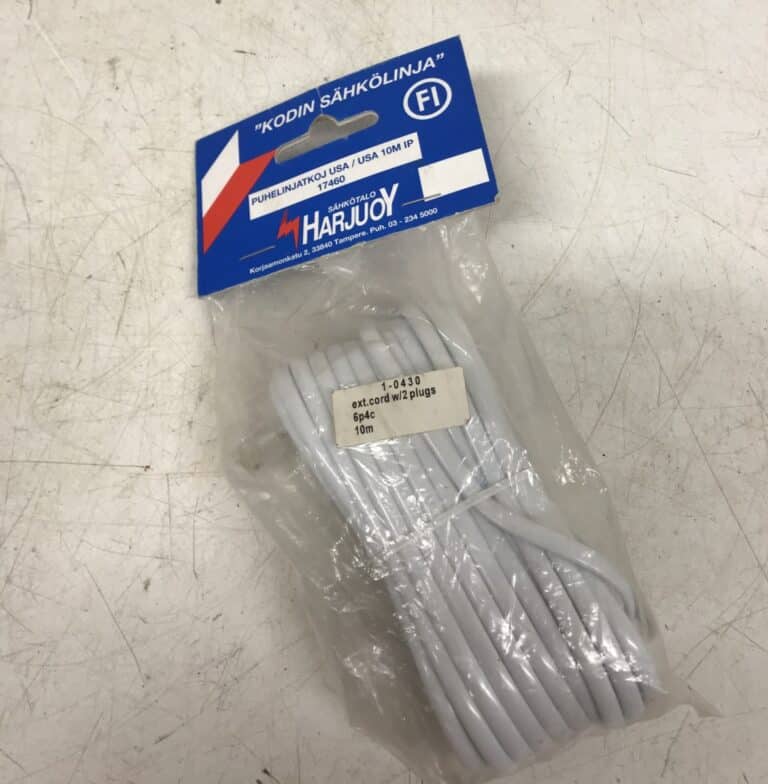 "KODIN SÄHKÖLINJA"
FI
PUHELINJATKOJ USA / USA 10M IP
17460
SÄHKÖTALO
HARJUOY
Korjaamonkatu 2, 33840 Tampere. Puh. 03 - 234 5000
1-0430
ext.cord w/2 plugs
6p4c
10m